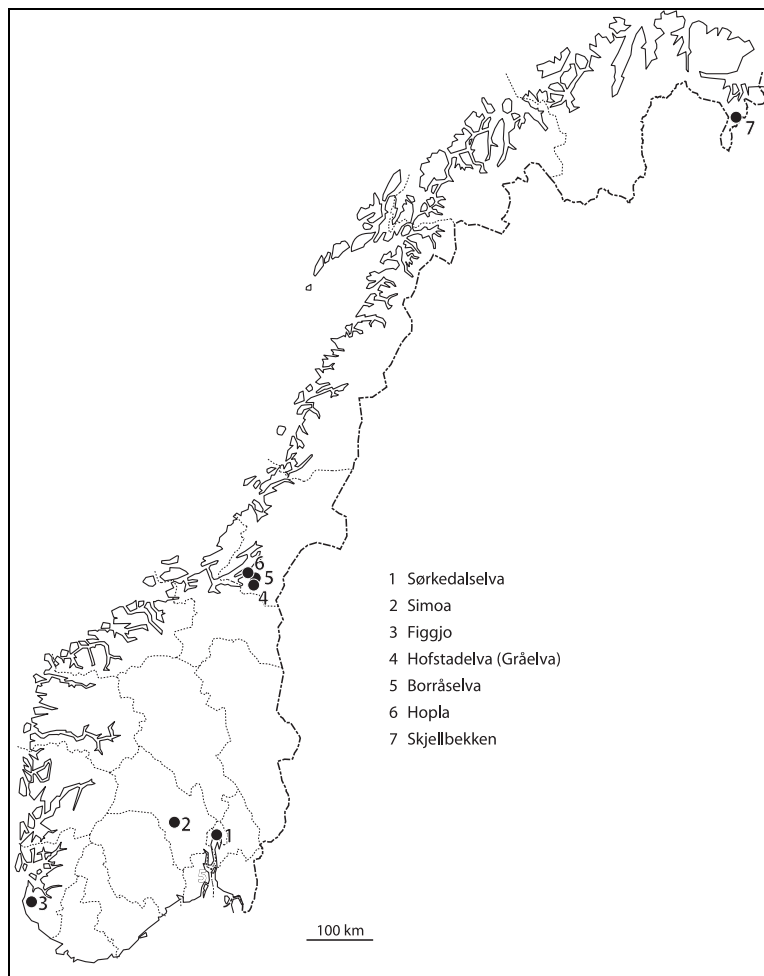 7
6
5
4
1 Sørkedalselva
2 Simoa
3 Figgjo
4 Hofstadelva (Gråelva)
5 Borråselva
6 Hopla
7 Skjellbekken
2
1
3
100 km